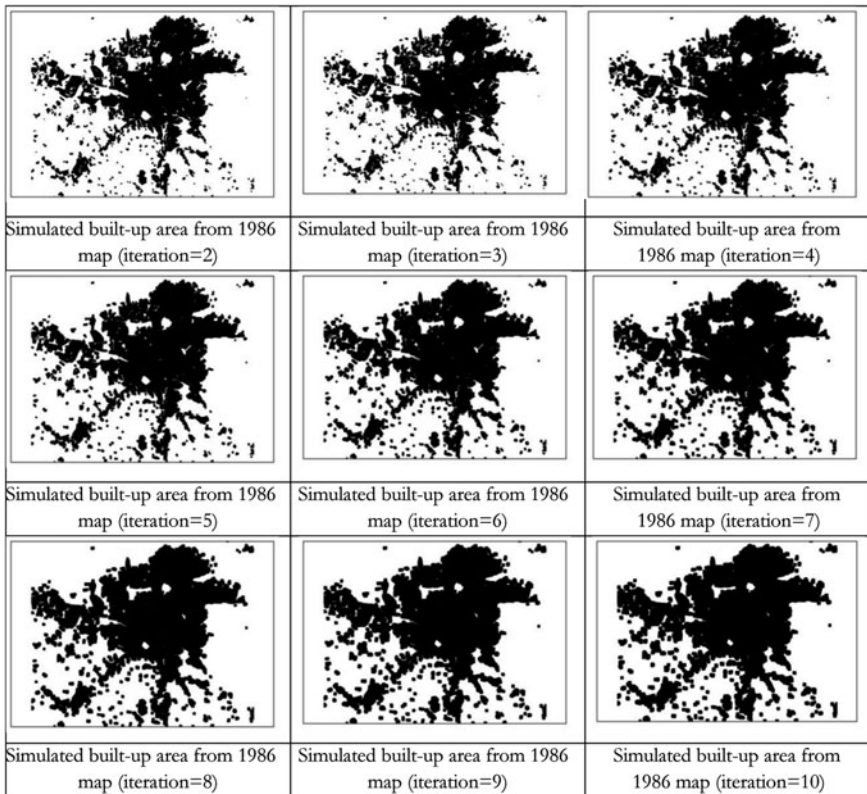 Simulated built-up area from 1986
map (iteration=2)
Simulated built-up area from 1986
map (iteration=3)
Simulated built-up area from
1986 map (iteration=4)
Simulated built-up area from 1986
map (iteration=5)
Simulated built-up area from 1986
map (iteration=6)
Simulated built-up area from
1986 map (iteration=7)
Simulated built-up area from 1986
map (iteration=8)
Simulated built-up area from 1986
map (iteration=9)
Simulated built-up area from
1986 map (iteration=10)